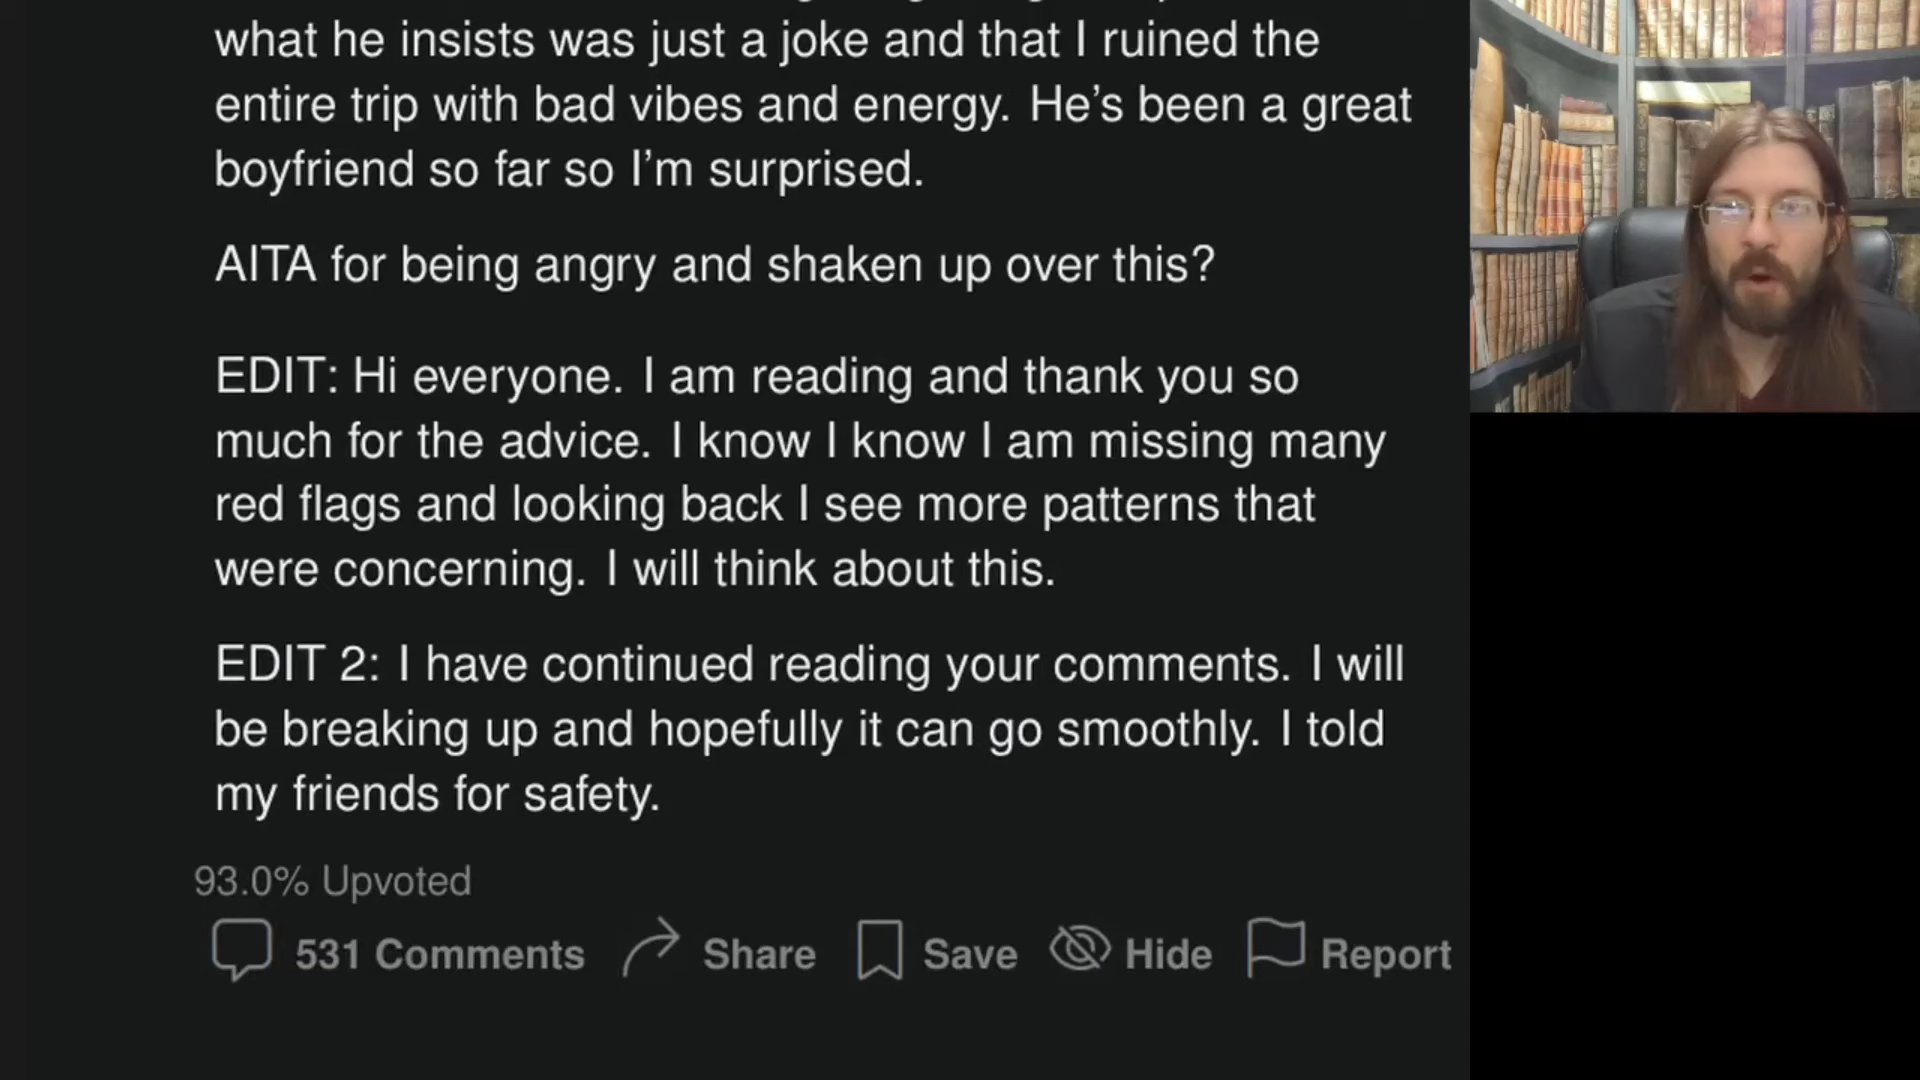 what he insists was just a joke and that I ruined the
entire trip with bad vibes and energy. He's been a great
boyfriend so far so I'm surprised.
AITA for being angry and shaken up over this?
EDIT: Hi everyone. I am reading and thank you so
much for the advice. I know I know I am missing many
red flags and looking back I see more patterns that
were concerning. I will think about this.
EDIT 2: I have continued reading your comments. I will
be breaking up and hopefully it can go smoothly. I told
my friends for safety.
93.0% Upvoted
531 Comments Share Save Hide Report